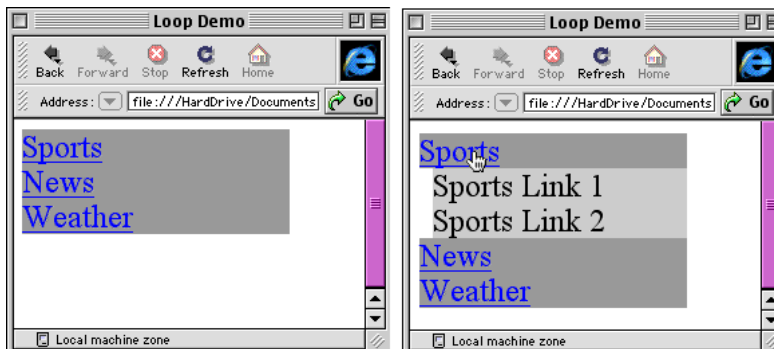 Loop Demo
Back Forward Stop Refresh Home
Address: file:///HardDrive/Documents Go
Sports
News
Weather
Local machine zone
Loop Demo
Back Forward Stop Refresh Home
Address: file:///HardDrive/Documents Go
Sports
Sports Link 1
Sports Link 2
News
Weather
Local machine zone